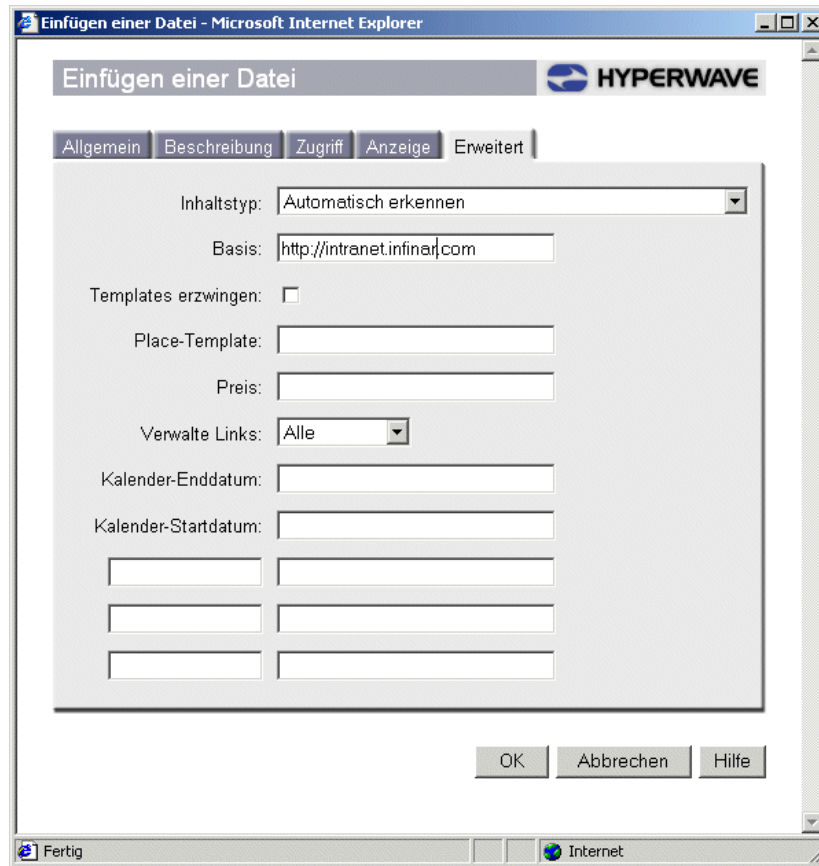 Einfügen einer Datei - Microsoft Internet Explorer
Einfügen einer Datei HYPERWAVE
Allgemein Beschreibung Zugriff Anzeige Erweitert
Inhaltstyp: Automatisch erkennen
Basis: http://intranet.infinar.com
Templates erzwingen:
Place-Template:
Preis:
Verwalte Links: Alle
Kalender-Enddatum:
Kalender-Startdatum:
OK Abbrechen Hilfe
Fertig Internet